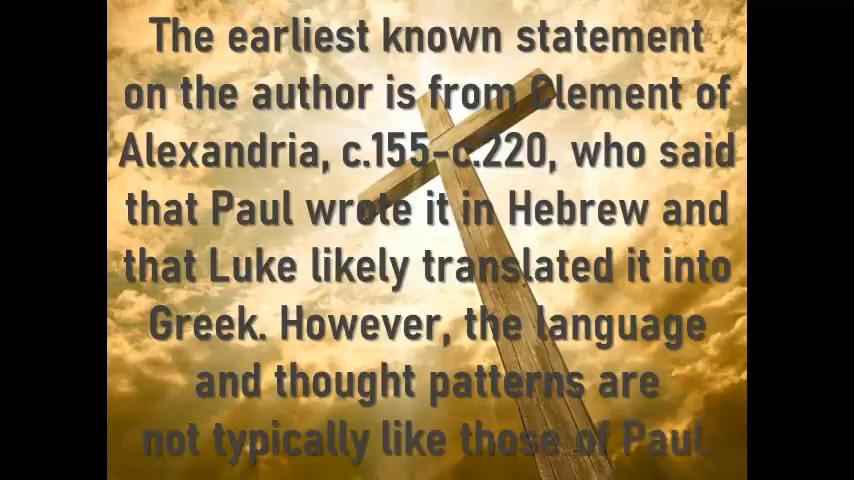 The earliest known statement
on the author is from Clement of
Alexandria, c.155-c.220, who said
that Paul wrote it in Hebrew and
that Luke likely translated it into
Greek. However, the language
and thought patterns are
not typically like those of Paul.